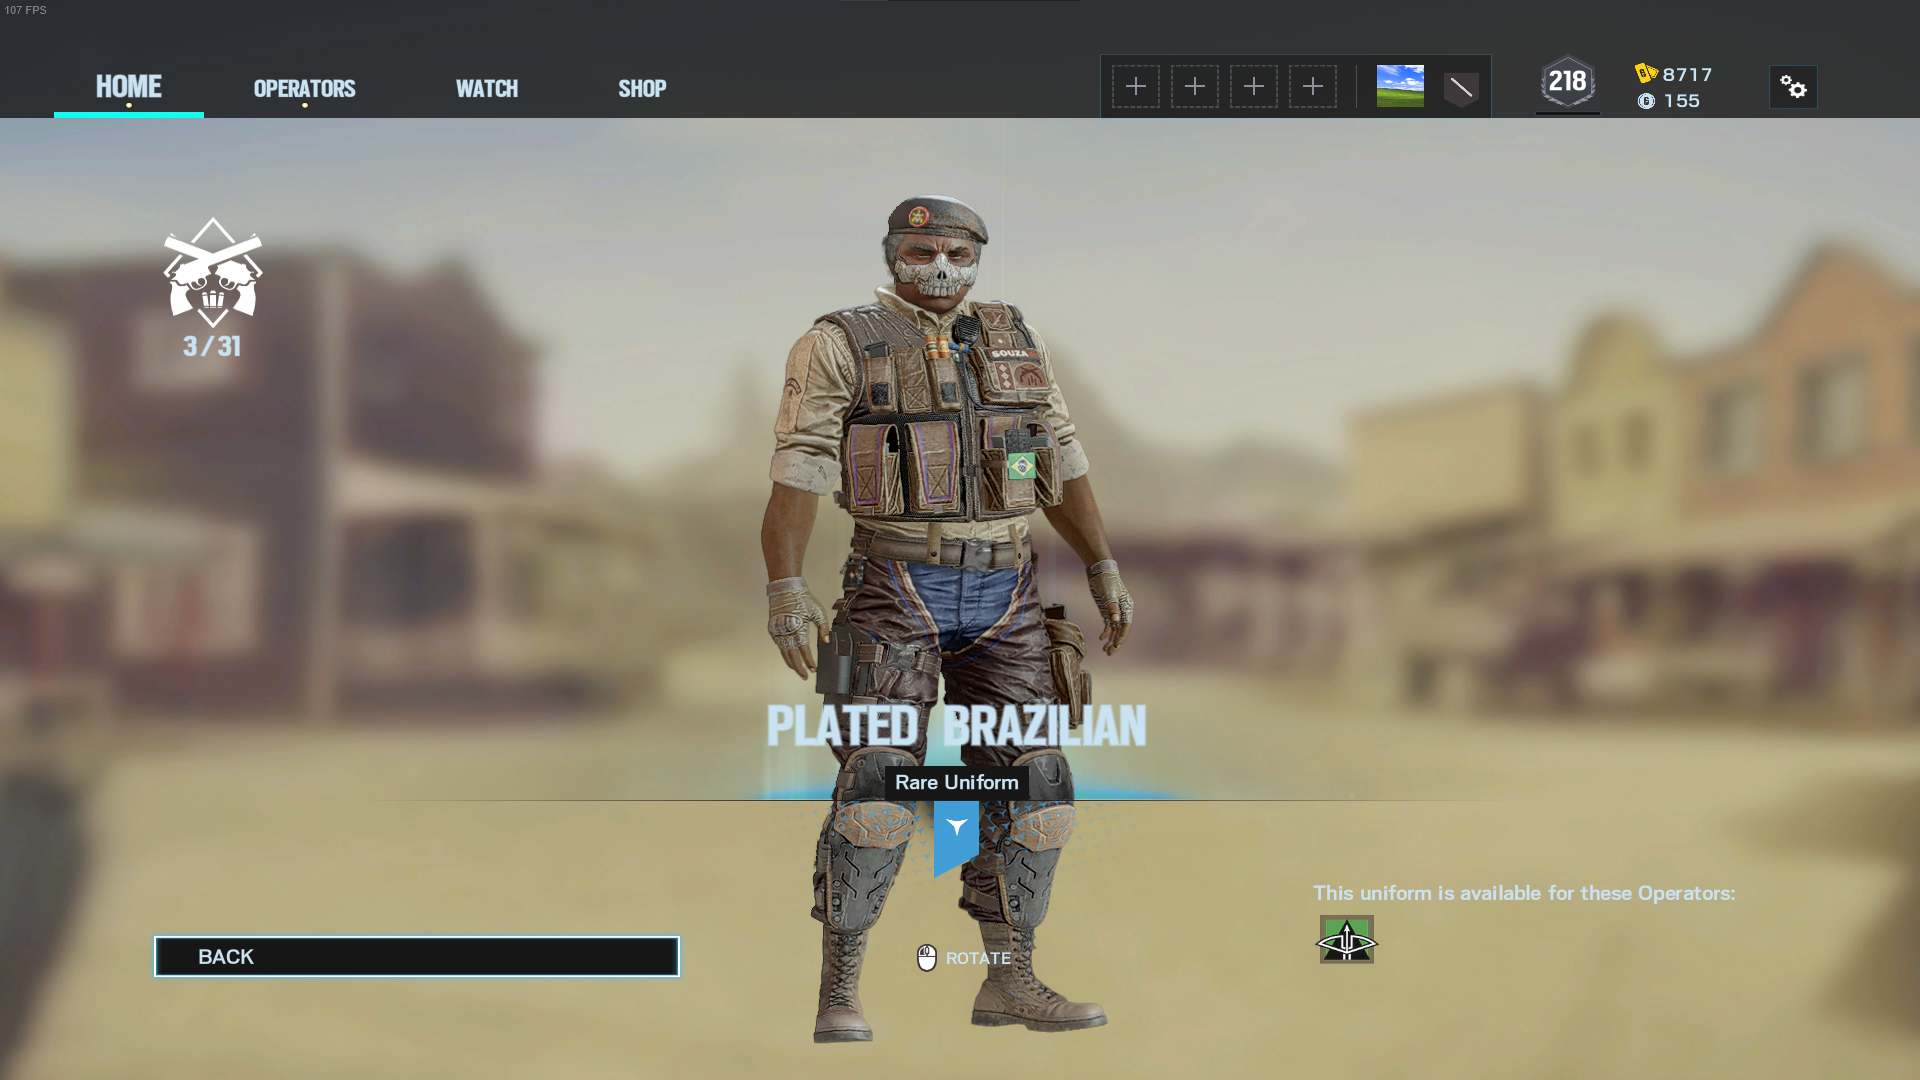 107 FPS
HOME
OPERATORS
WATCH
SHOP
218
8717
155
3/31
SOUZA
PLATED BRAZILIAN
Rare Uniform
This uniform is available for these Operators:
BACK
ROTATE